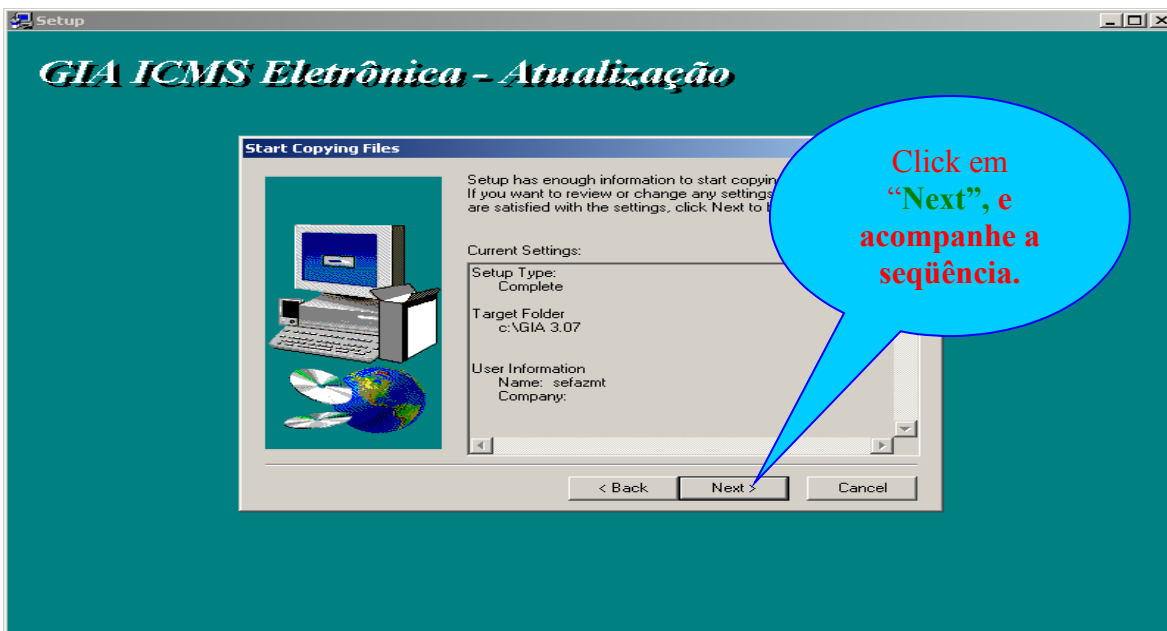 Setup
GIA ICMS Eletrônica - Atualização
Start Copying Files
Setup has enough information to start
If you want to review or change any settings
are satisfied with the settings, click Next to
Current Settings:
Setup Type:
Complete
Target Folder
c:\GIA 3.07
User Information
Name: sefazmt
Company:
< Back
Next >
Cancel
Click em
“Next”, e
acompanhe a
seqüência.